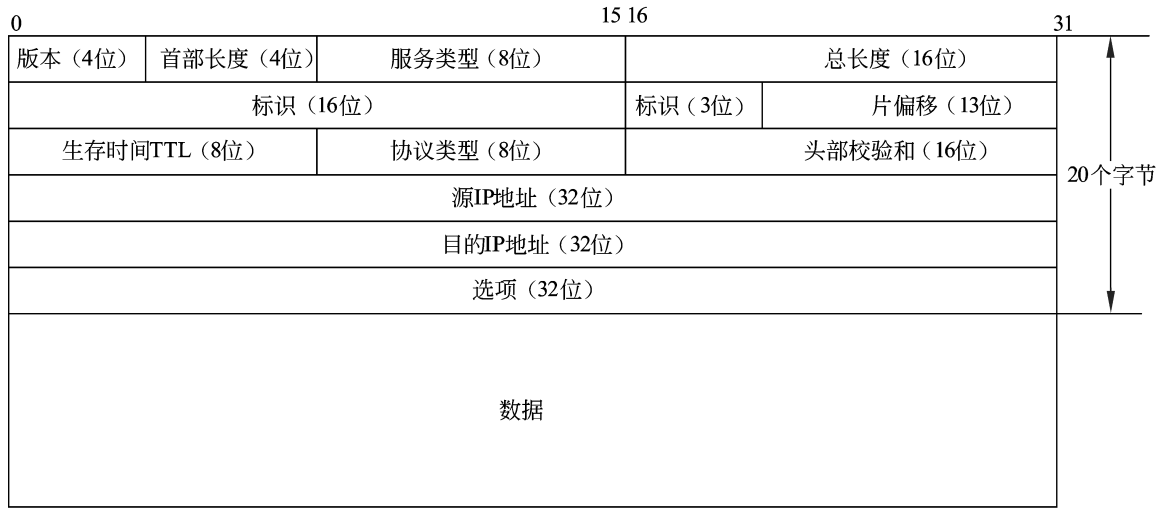 0 15 16 31
版本（4位） 首部长度（4位） 服务类型（8位） 总长度（16位）
标识（16位） 标识（3位） 片偏移（13位）
生存时间TTL（8位） 协议类型（8位） 头部校验和（16位）
20个字节
源IP地址（32位）
目的IP地址（32位）
选项（32位）
数据